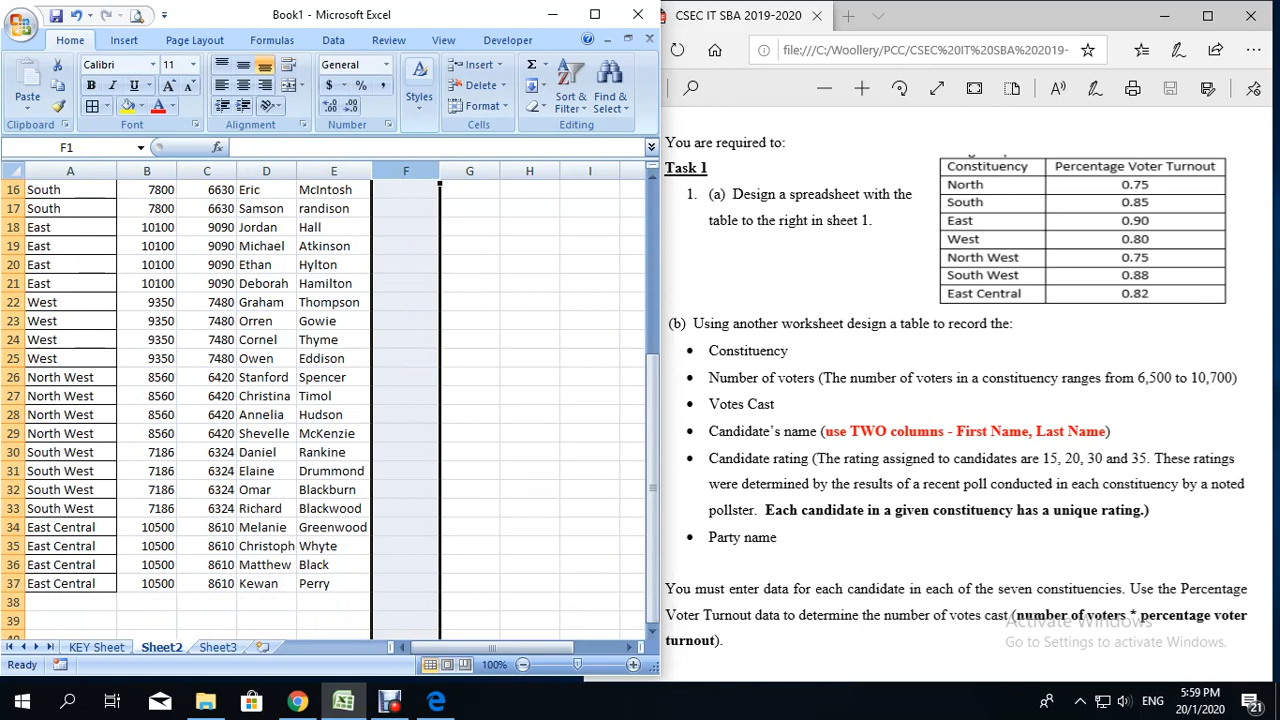 Book1 - Microsoft Excel
Home Insert Page Layout Formulas Data Review View Developer
Paste
Calibri 11
B I U
General
$ % ,
Styles
Insert
Delete
Format
Σ
Sort & Filter
Find & Select
Clipboard Font Alignment Number Cells Editing
F1 fx
A B C D E F G H I
16 South 7800 6630 Eric McIntosh
17 South 7800 6630 Samson randison
18 East 10100 9090 Jordan Hall
19 East 10100 9090 Michael Atkinson
20 East 10100 9090 Ethan Hylton
21 East 10100 9090 Deborah Hamilton
22 West 9350 7480 Graham Thompson
23 West 9350 7480 Orren Gowie
24 West 9350 7480 Cornel Thyme
25 West 9350 7480 Owen Eddison
26 North West 8560 6420 Stanford Spencer
27 North West 8560 6420 Christina Timol
28 North West 8560 6420 Annelia Hudson
29 North West 8560 6420 Shevelle McKenzie
30 South West 7186 6324 Daniel Rankine
31 South West 7186 6324 Elaine Drummond
32 South West 7186 6324 Omar Blackburn
33 South West 7186 6324 Richard Blackwood
34 East Central 10500 8610 Melanie Greenwood
35 East Central 10500 8610 Christoph Whyte
36 East Central 10500 8610 Matthew Black
37 East Central 10500 8610 Kewan Perry
38
39
KEY Sheet Sheet2 Sheet3
Ready 100%
CSEC IT SBA 2019-2020
file:///C:/Woollery/PCC/CSEC%20IT%20SBA%202019-
You are required to:
Task 1
1. (a) Design a spreadsheet with the
table to the right in sheet 1.
Constituency Percentage Voter Turnout
North 0.75
South 0.85
East 0.90
West 0.80
North West 0.75
South West 0.88
East Central 0.82
(b) Using another worksheet design a table to record the:
• Constituency
• Number of voters (The number of voters in a constituency ranges from 6,500 to 10,700)
• Votes Cast
• Candidate's name (use TWO columns - First Name, Last Name)
• Candidate rating (The rating assigned to candidates are 15, 20, 30 and 35. These ratings
were determined by the results of a recent poll conducted in each constituency by a noted
pollster. Each candidate in a given constituency has a unique rating.)
• Party name
You must enter data for each candidate in each of the seven constituencies. Use the Percentage
Voter Turnout data to determine the number of votes cast (number of voters * percentage voter
turnout).
Activate Windows
Go to Settings to activate Windows.
ENG
5:59 PM
20/1/2020
21